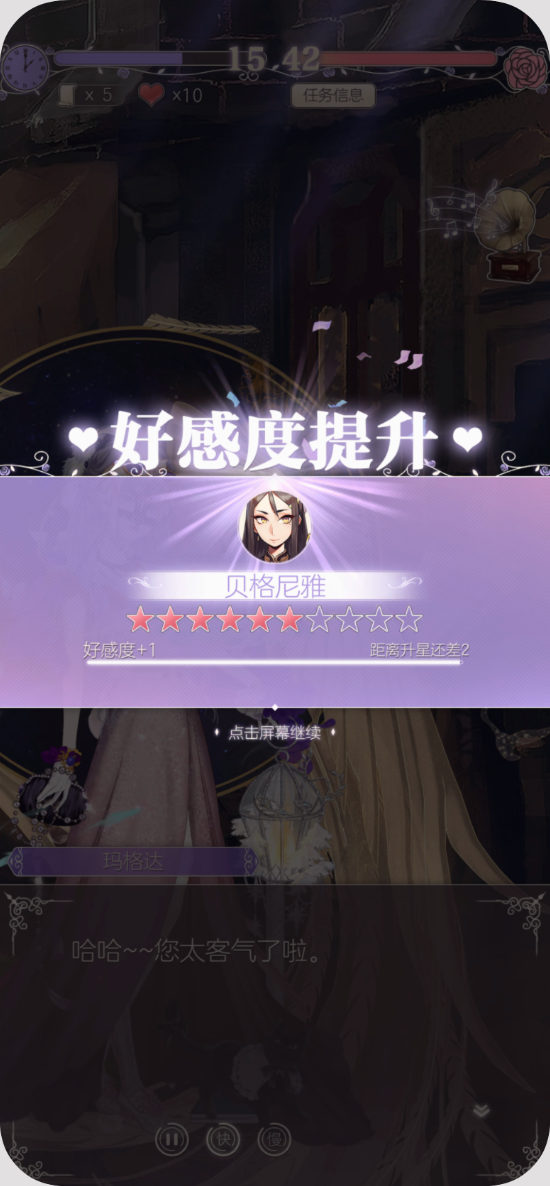 15.42
× 5
×10
任务信息
好感度提升
贝格尼雅
好感度+1
距离升星还差2
点击屏幕继续
玛格达
哈哈~~您太客气了啦。
快
慢